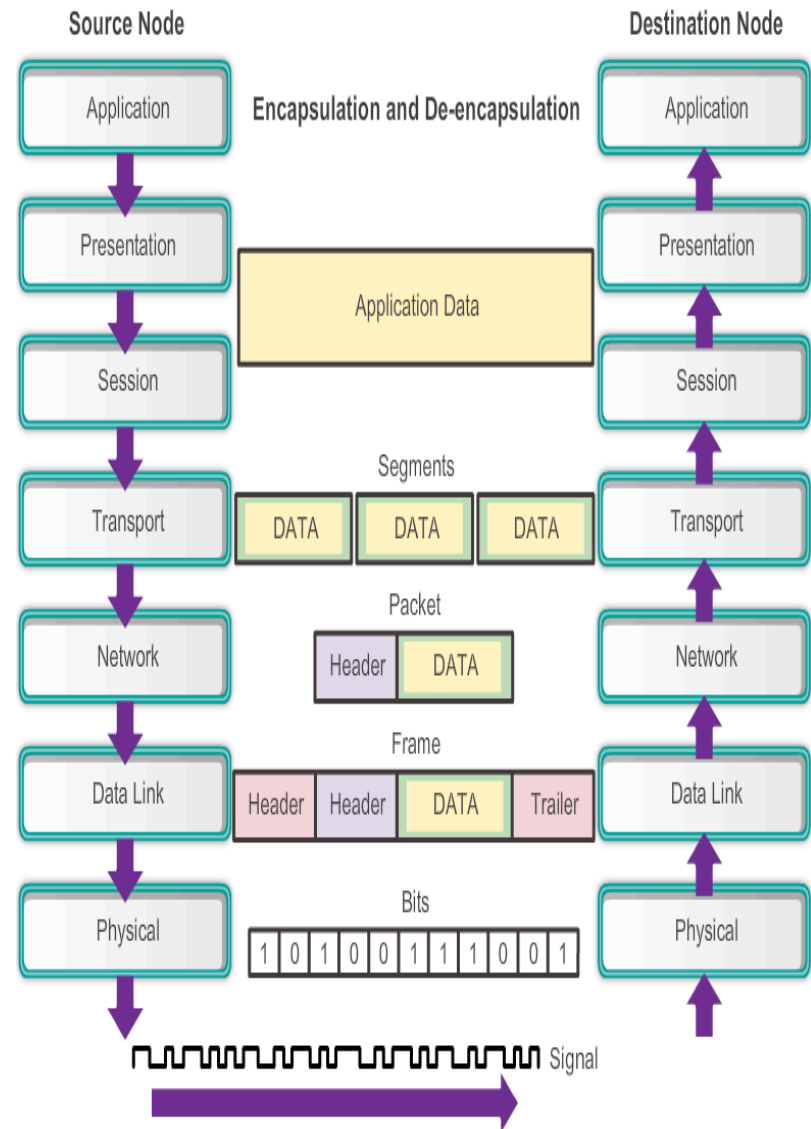 Source Node
Destination Node
Application
Encapsulation and De-encapsulation
Application
Presentation
Presentation
Application Data
Session
Session
Segments
Transport
DATA
DATA
DATA
Transport
Packet
Network
Header
DATA
Network
Frame
Data Link
Header
Header
DATA
Trailer
Data Link
Bits
Physical
1 0 1 0 0 1 1 1 0 0 1
Physical
Signal